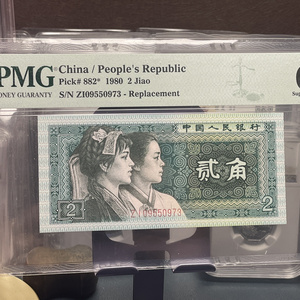 PMG
MONEY GUARANTY
China / People's Republic
Pick# 882* 1980 2 Jiao
S/N ZI09550973 - Replacement
中国人民银行
贰角
ZI09550973
2
2